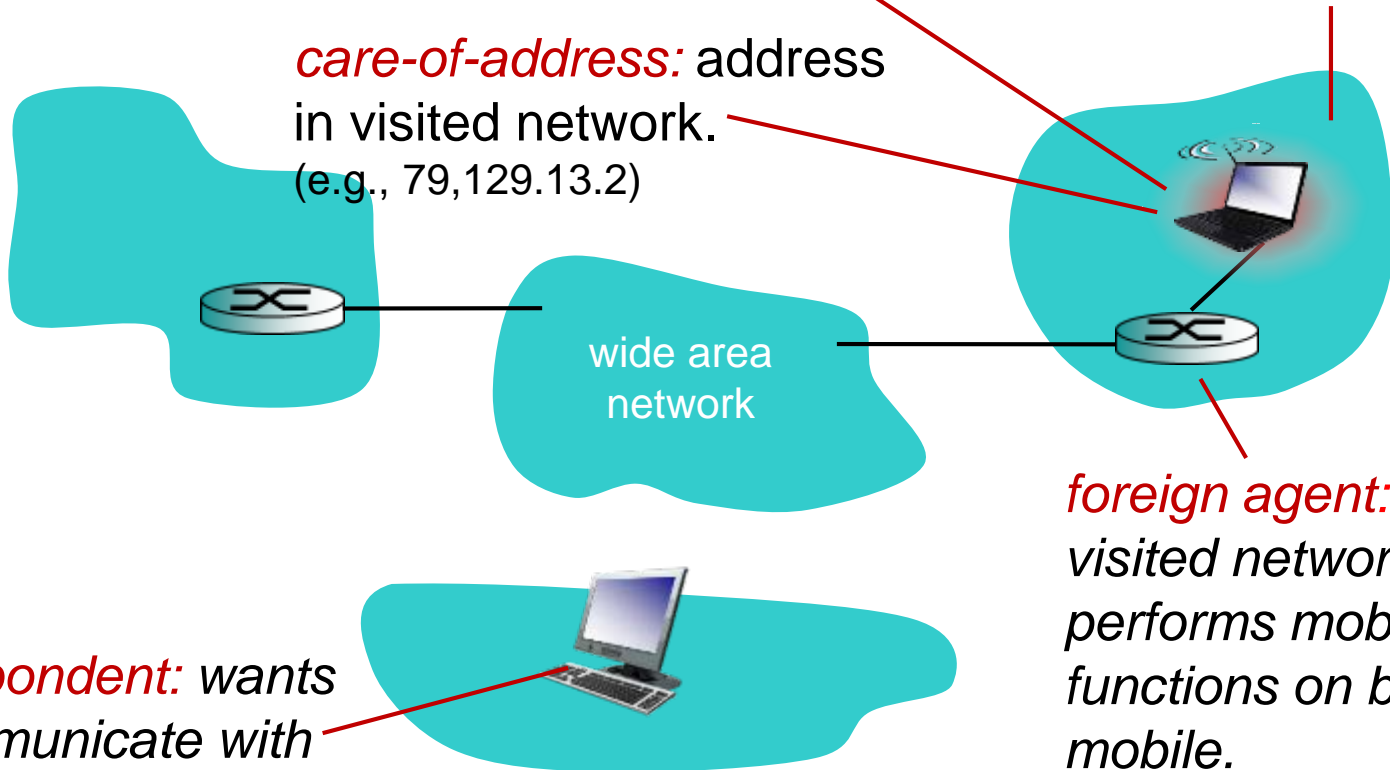 care-of-address: address
in visited network.
(e.g., 79,129.13.2)
wide area
network
foreign agent:
visited networ
performs mob
functions on b
mobile.
pondent: wants
municate with